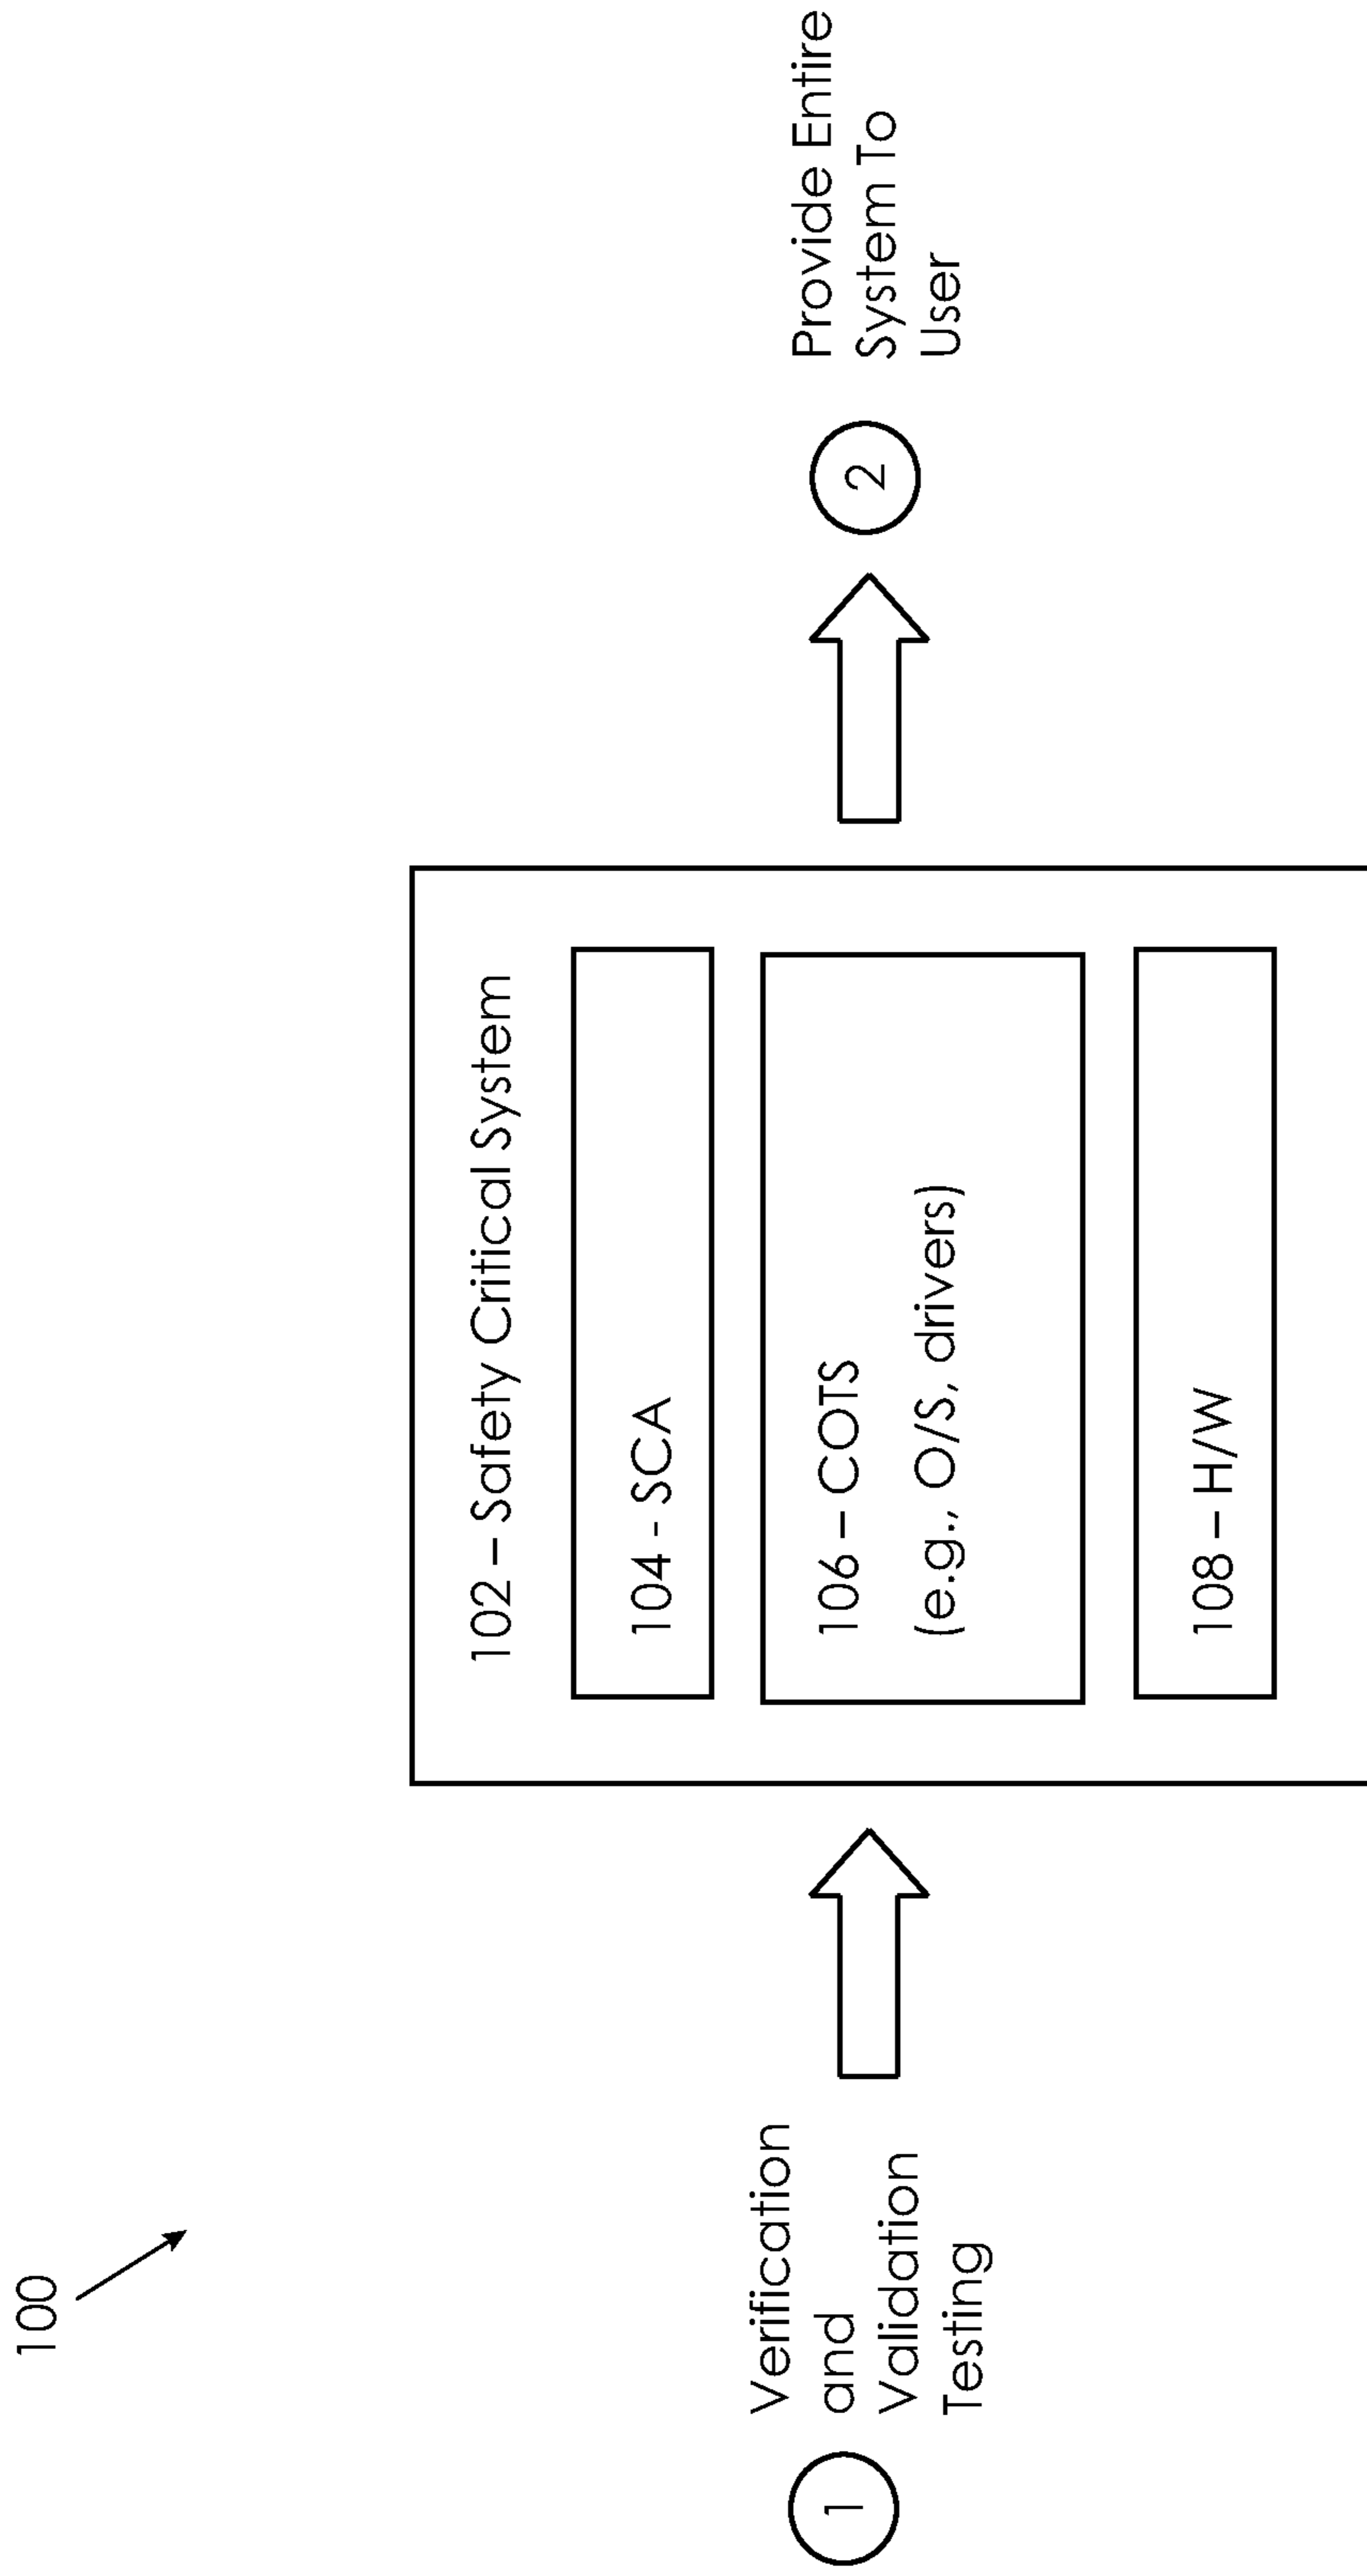 100
1
Verification
and
Validation
Testing
102 – Safety Critical System
104 - SCA
106 – COTS
(e.g., O/S, drivers)
108 – H/W
2
Provide Entire
System To
User